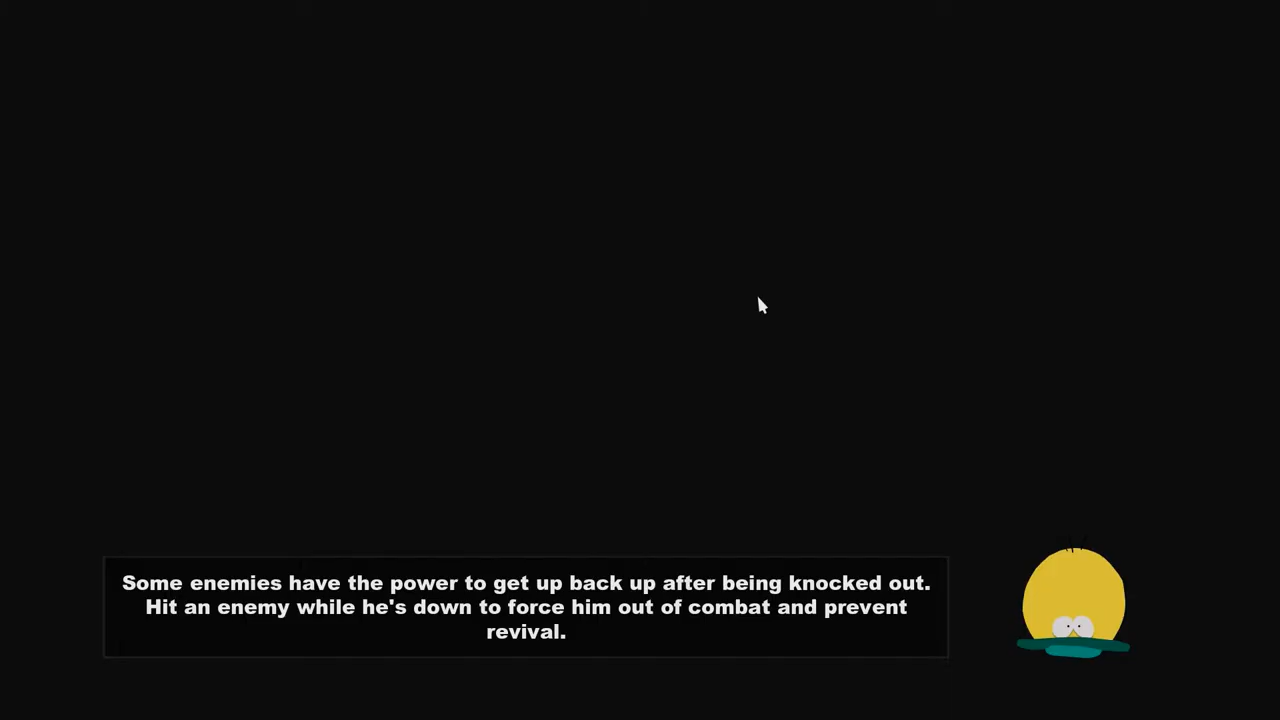 Some enemies have the power to get up back up after being knocked out.
Hit an enemy while he's down to force him out of combat and prevent
revival.